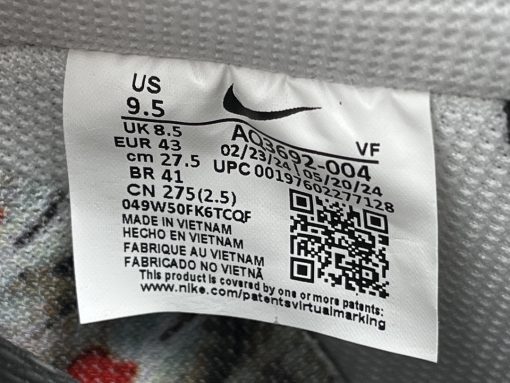 US
9.5
UK 8.5
EUR 43
cm 27.5
BR 41
CN 275(2.5)
049W50FK6TCQF
AQ3692-004
VF
02/23/24 | 05/20/24
UPC 00197602277128
MADE IN VIETNAM
HECHO EN VIETNAM
FABRIQUE AU VIETNAM
FABRICADO NO VIETNÃ
This product is covered by one or more patents:
www.nike.com/patentsvirtualmarking